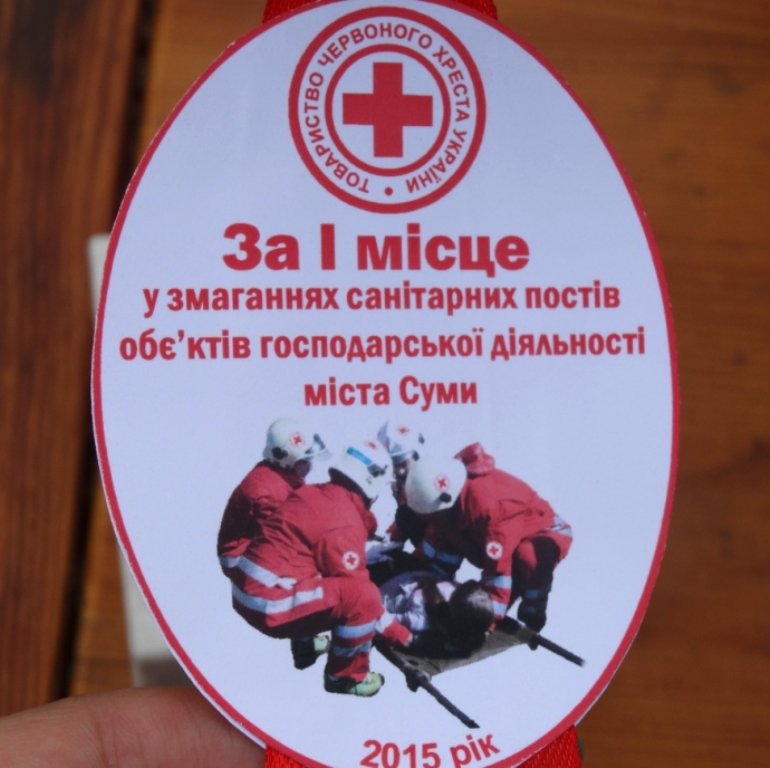 ТОВАРИСТВО ЧЕРВОНОГО ХРЕСТА УКРАЇНИ •
За І місце
у змаганнях санітарних постів
обє’ктів господарської діяльності
міста Суми
2015 рік